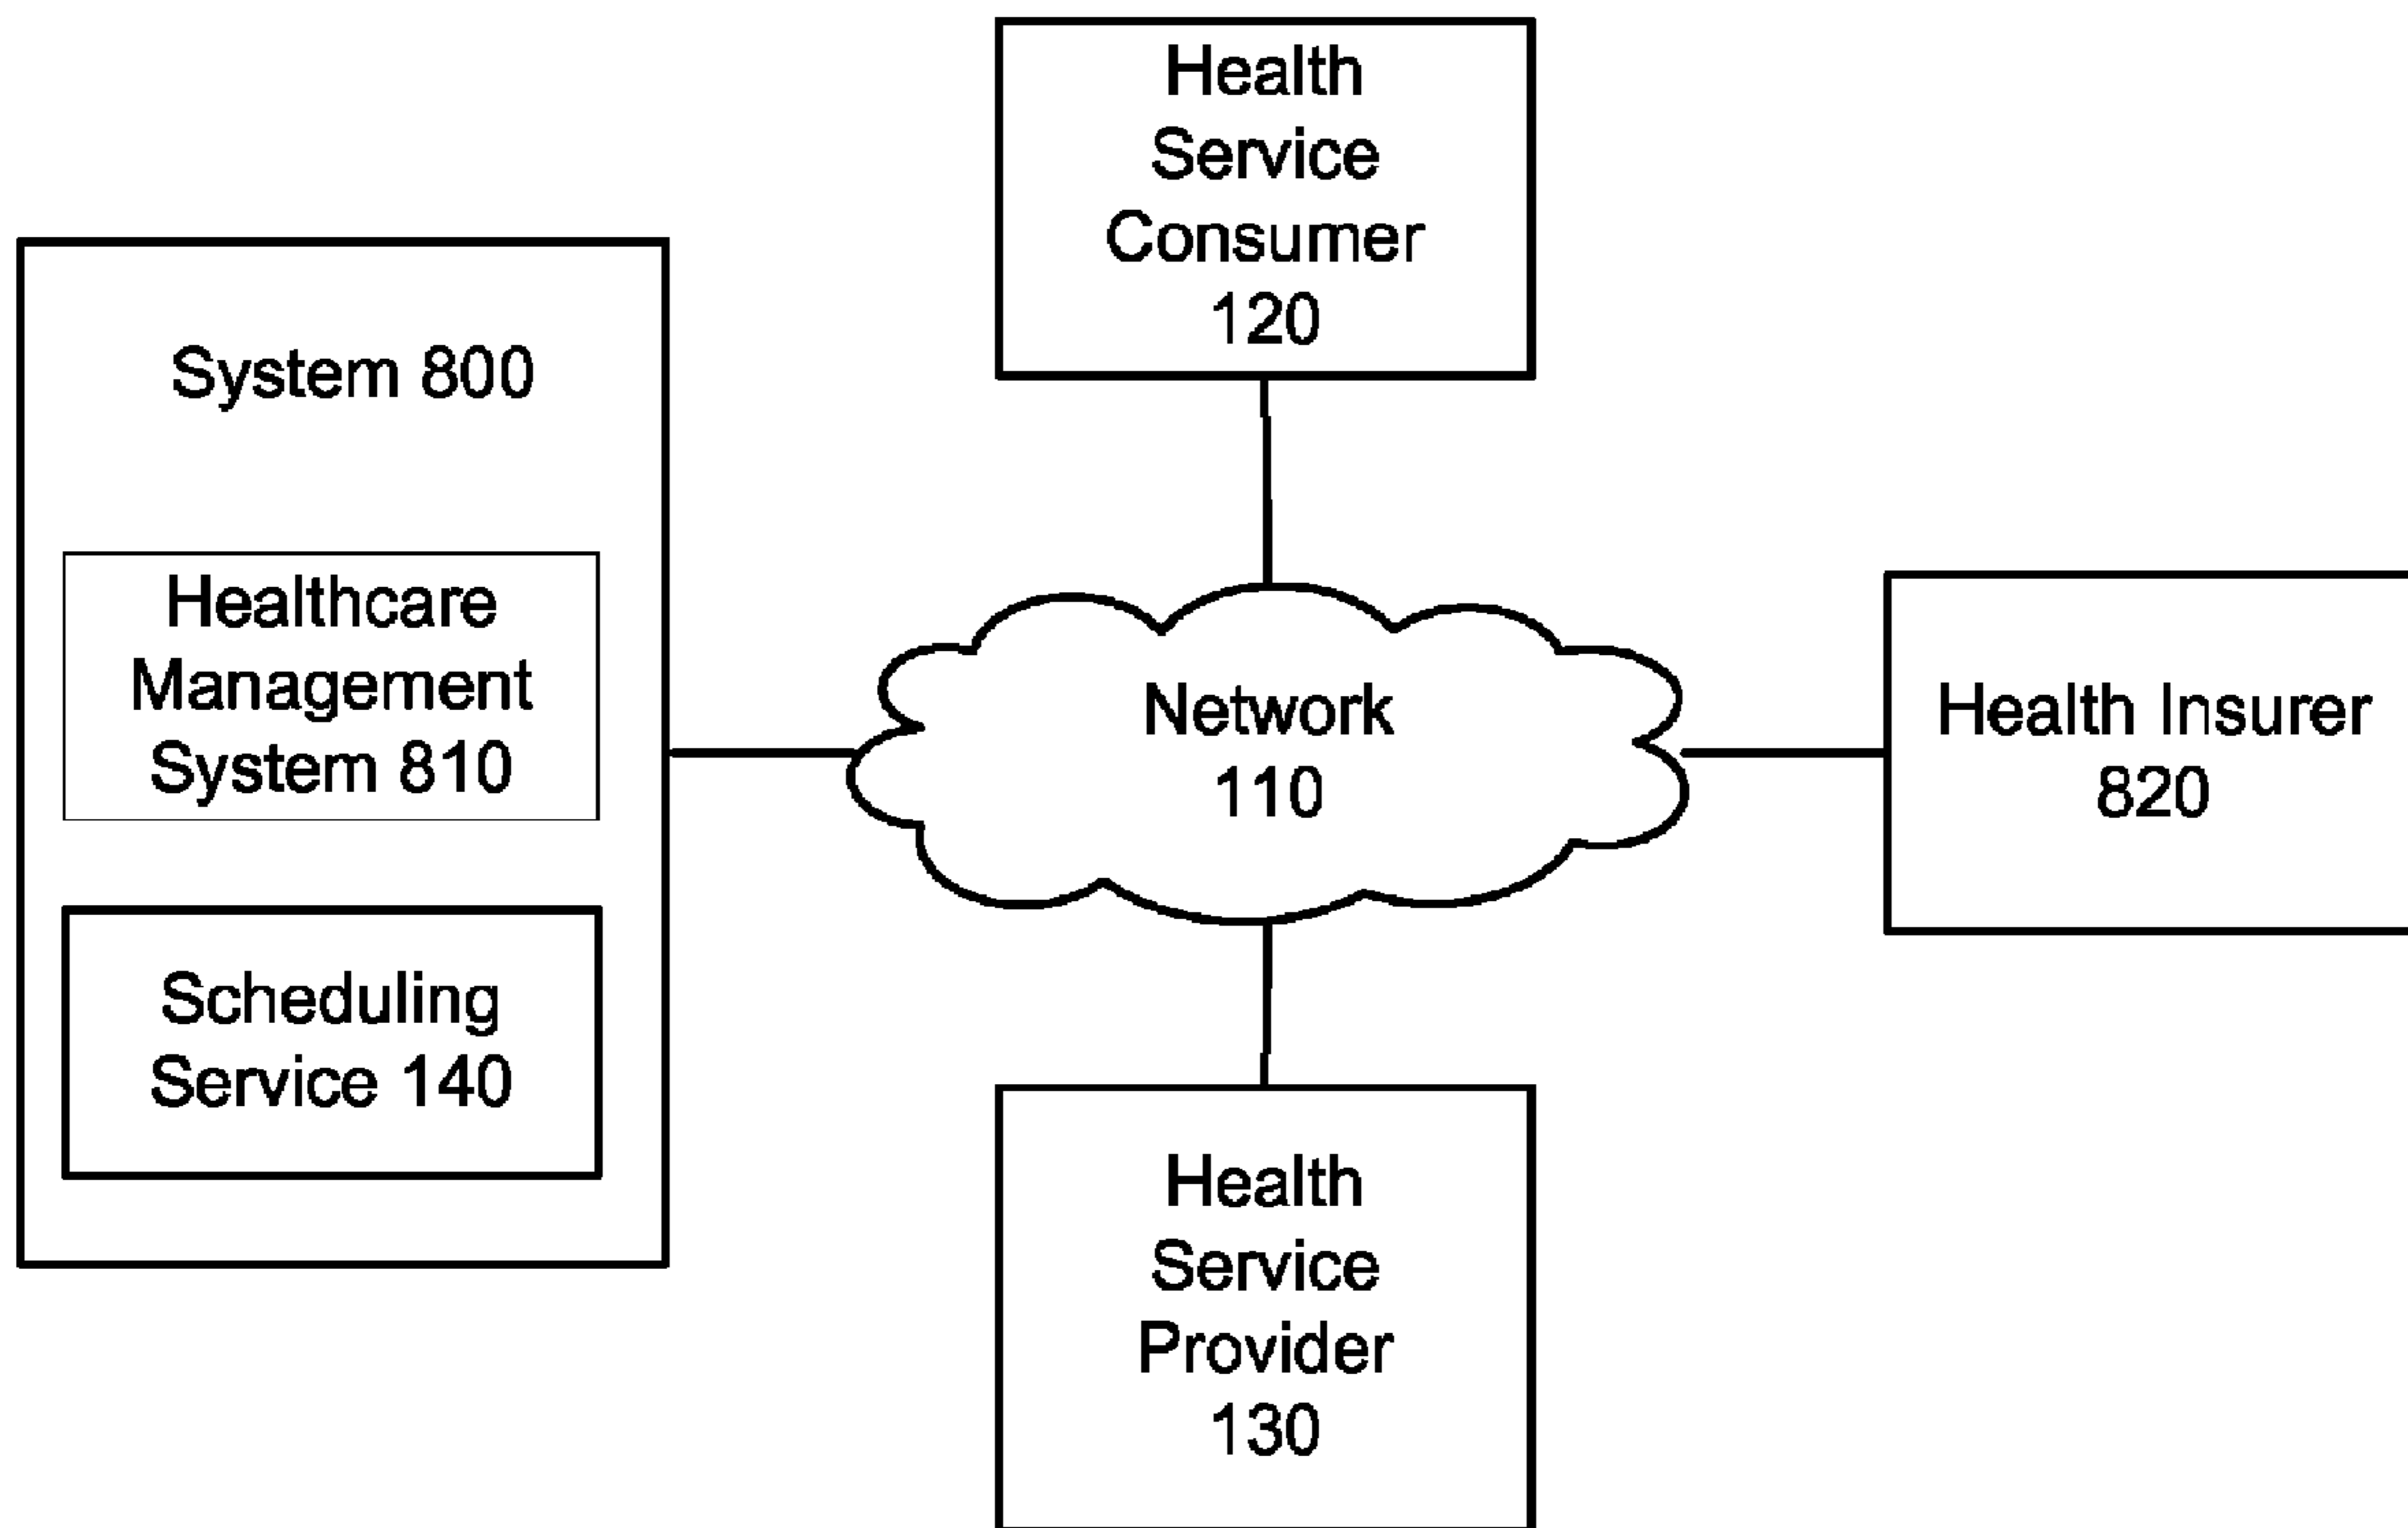 Health
Service
Consumer
120
System 800
Healthcare
Management
System 810
Scheduling
Service 140
Network
110
Health Insurer
820
Health
Service
Provider
130